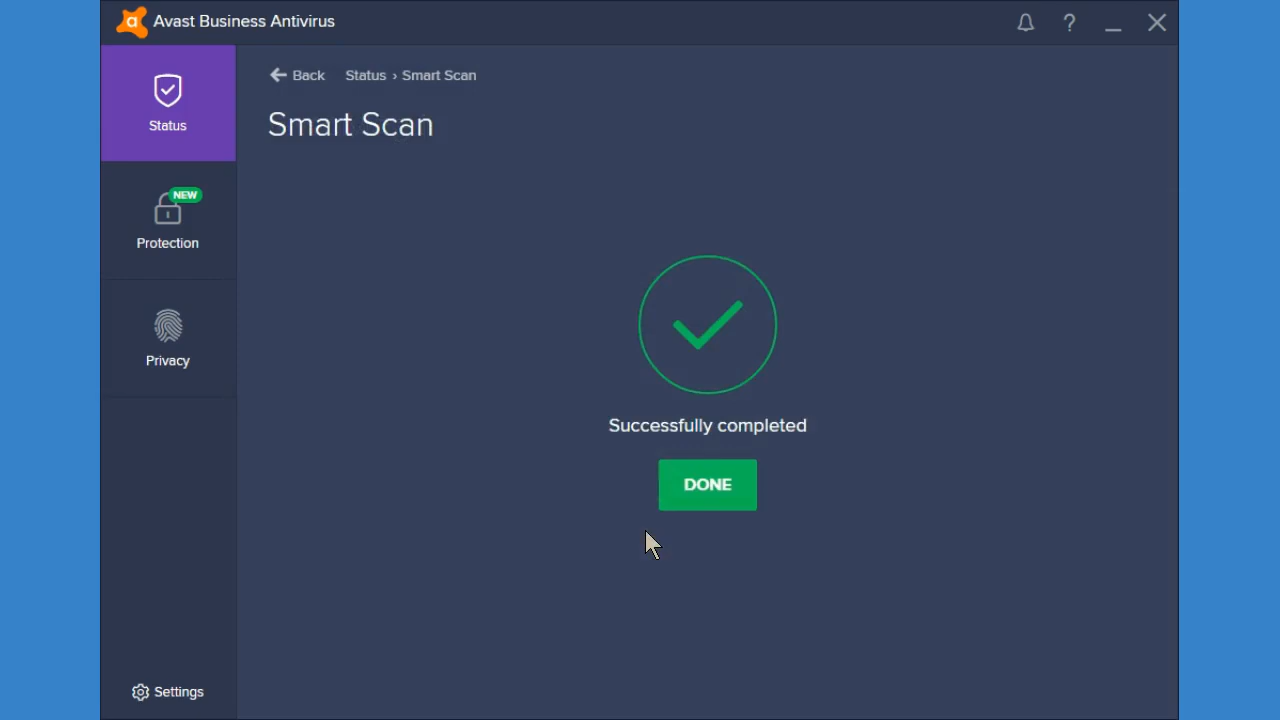 Avast Business Antivirus
?
Back Status › Smart Scan
Smart Scan
Status
NEW
Protection
Privacy
Successfully completed
DONE
Settings